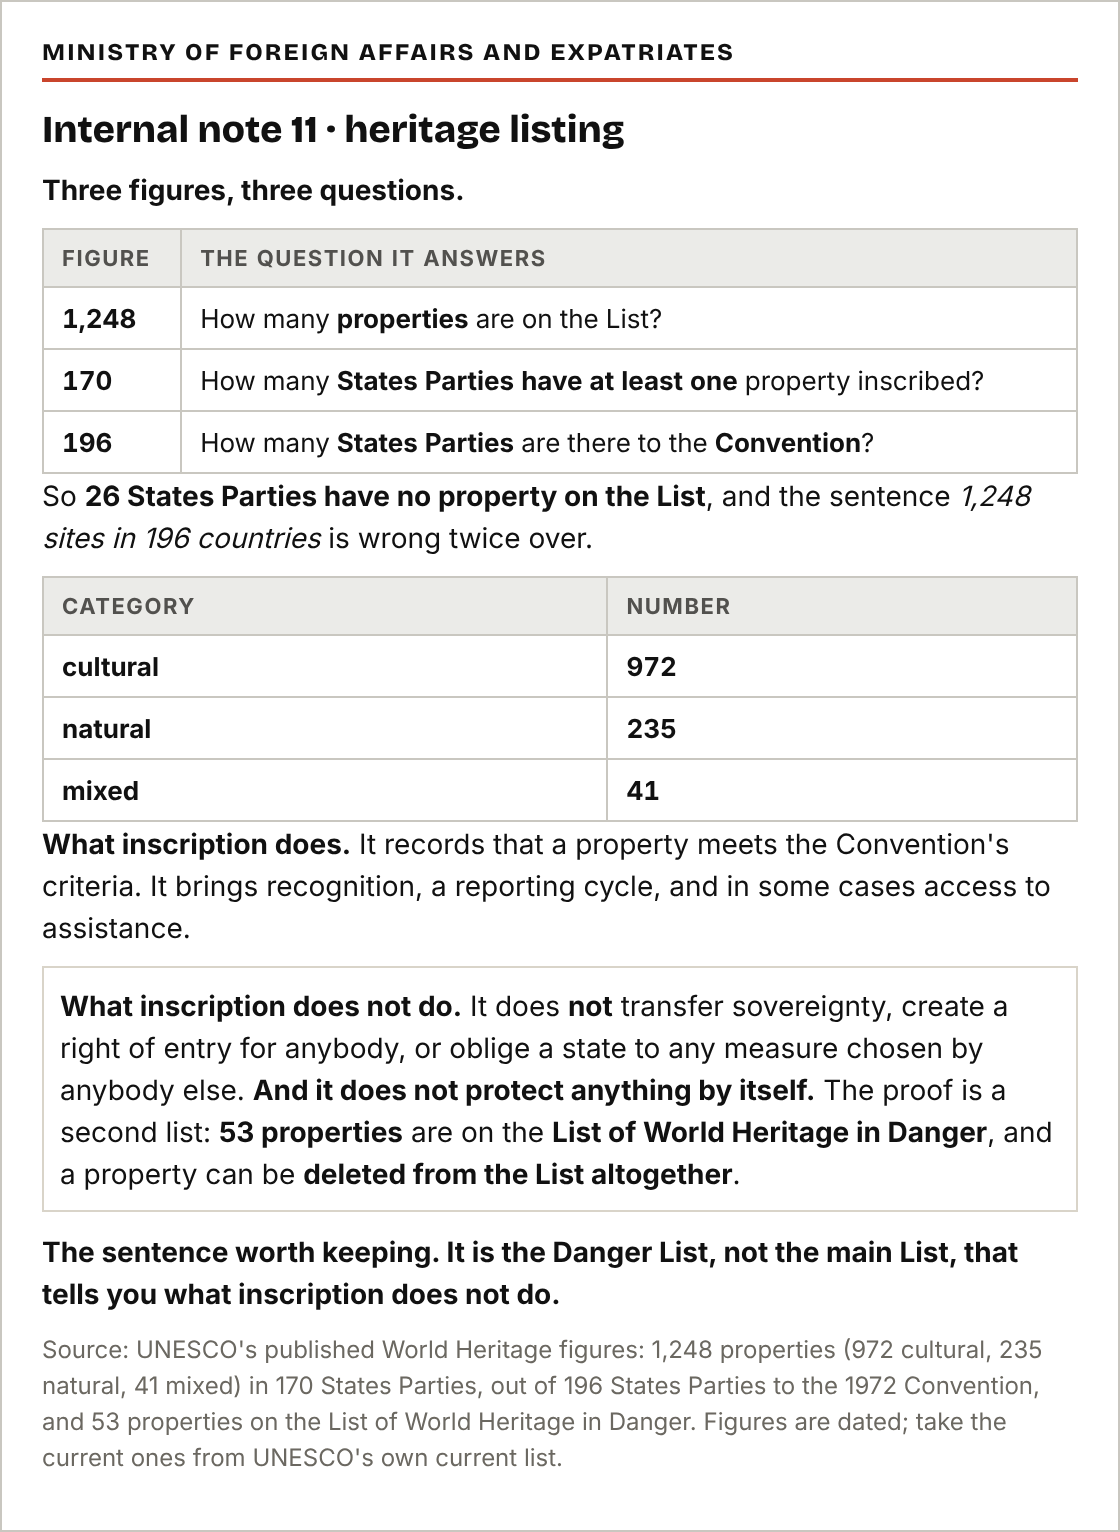 MINISTRY OF FOREIGN AFFAIRS AND EXPATRIATES
Internal note 11 · heritage listing
Three figures, three questions.
FIGURE THE QUESTION IT ANSWERS
1,248 How many properties are on the List?
170 How many States Parties have at least one property inscribed?
196 How many States Parties are there to the Convention?
So 26 States Parties have no property on the List, and the sentence 1,248
sites in 196 countries is wrong twice over.
CATEGORY NUMBER
cultural 972
natural 235
mixed 41
What inscription does. It records that a property meets the Convention's
criteria. It brings recognition, a reporting cycle, and in some cases access to
assistance.
What inscription does not do. It does not transfer sovereignty, create a
right of entry for anybody, or oblige a state to any measure chosen by
anybody else. And it does not protect anything by itself. The proof is a
second list: 53 properties are on the List of World Heritage in Danger, and
a property can be deleted from the List altogether.
The sentence worth keeping. It is the Danger List, not the main List, that
tells you what inscription does not do.
Source: UNESCO's published World Heritage figures: 1,248 properties (972 cultural, 235
natural, 41 mixed) in 170 States Parties, out of 196 States Parties to the 1972 Convention,
and 53 properties on the List of World Heritage in Danger. Figures are dated; take the
current ones from UNESCO's own current list.